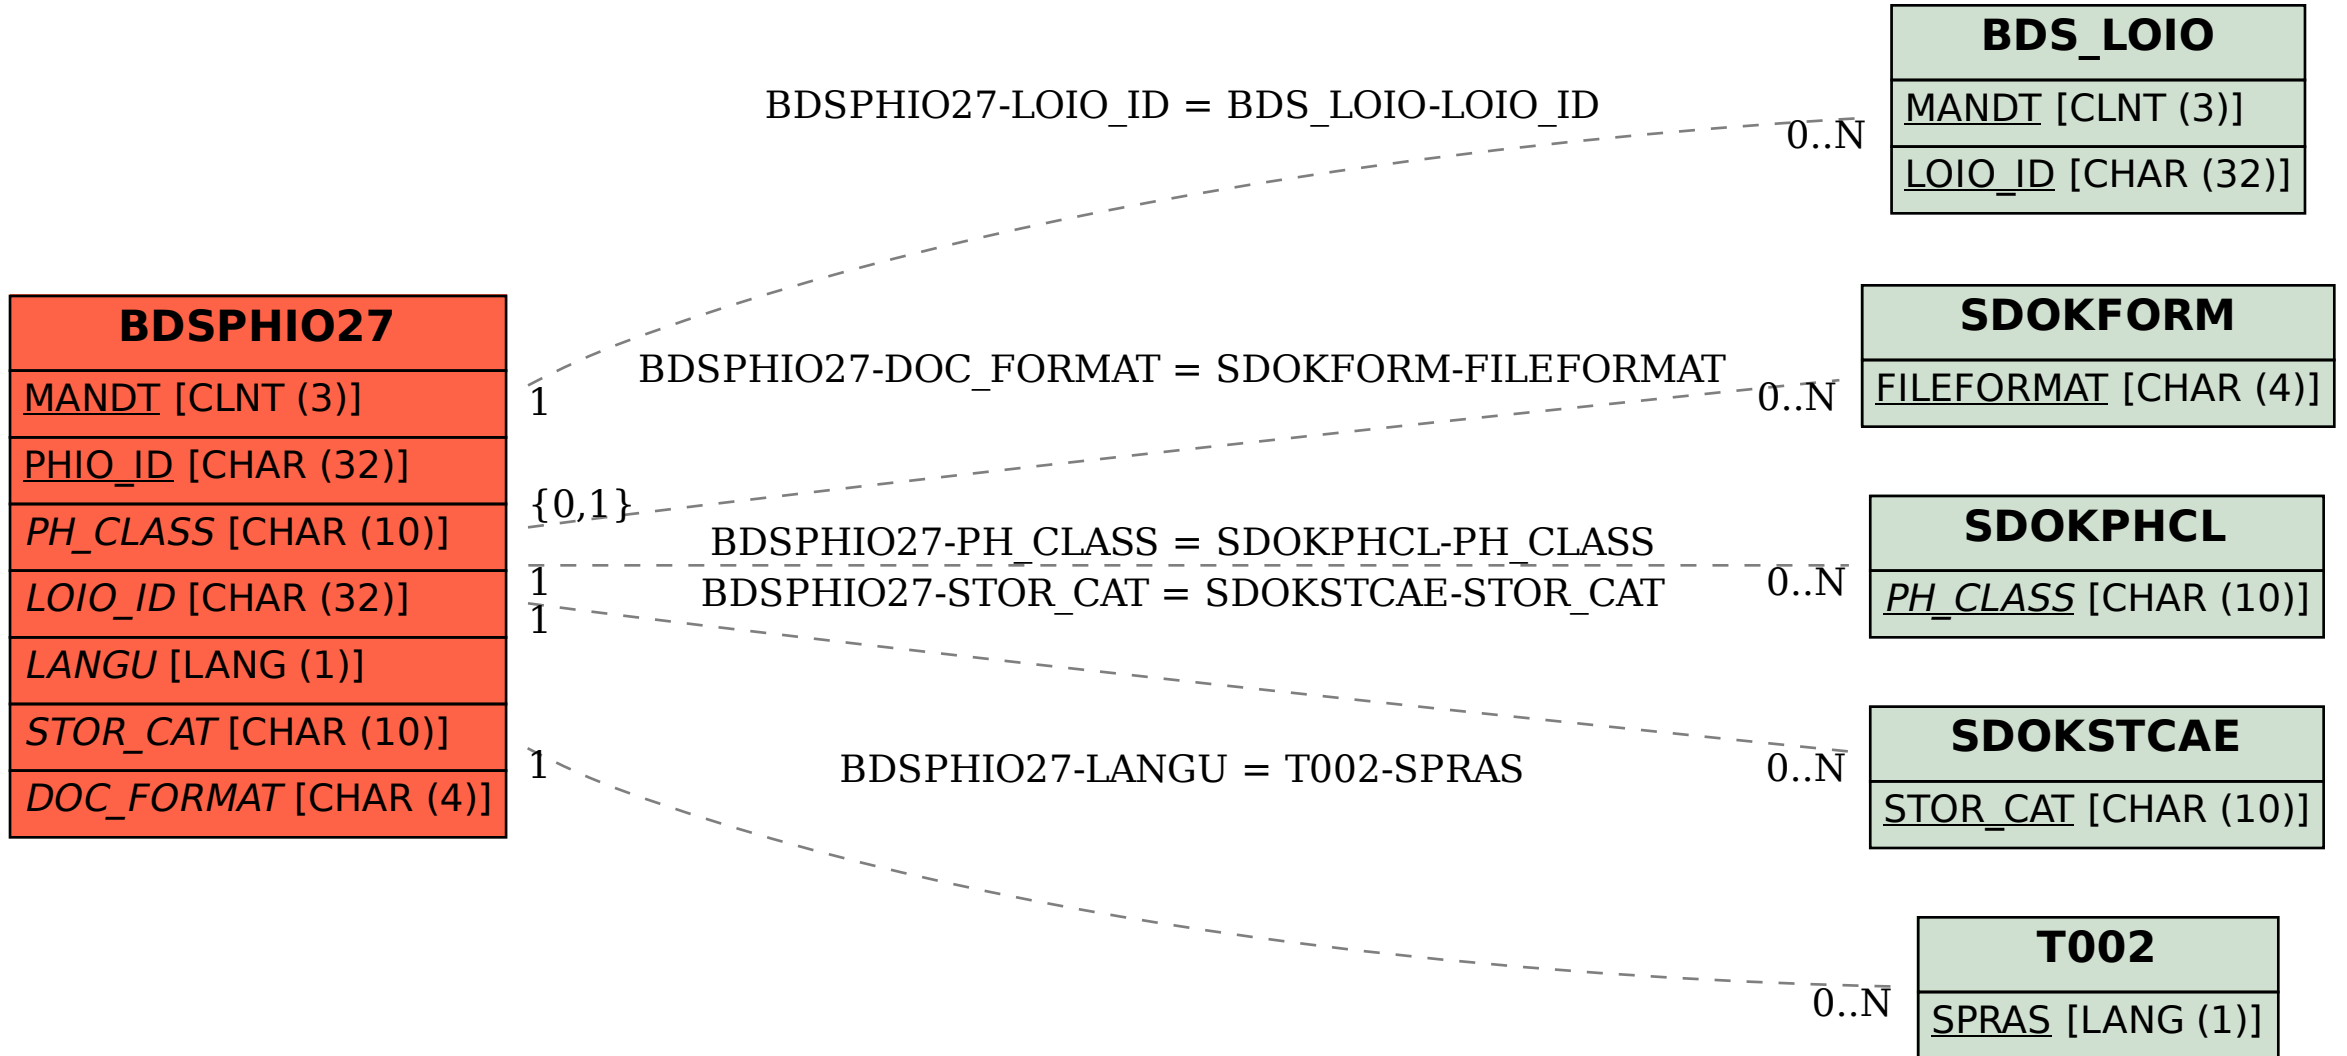 BDS_LOIO
MANDT [CLNT (3)]
LOIO_ID [CHAR (32)]
BDSPHIO27-LOIO_ID = BDS_LOIO-LOIO_ID
0..N
1
SDOKFORM
FILEFORMAT [CHAR (4)]
BDSPHIO27-DOC_FORMAT = SDOKFORM-FILEFORMAT
0..N
{0,1}
BDSPHIO27
MANDT [CLNT (3)]
PHIO_ID [CHAR (32)]
PH_CLASS [CHAR (10)]
LOIO_ID [CHAR (32)]
LANGU [LANG (1)]
STOR_CAT [CHAR (10)]
DOC_FORMAT [CHAR (4)]
BDSPHIO27-PH_CLASS = SDOKPHCL-PH_CLASS
1
0..N
SDOKPHCL
PH_CLASS [CHAR (10)]
BDSPHIO27-STOR_CAT = SDOKSTCAE-STOR_CAT
1
0..N
SDOKSTCAE
STOR_CAT [CHAR (10)]
BDSPHIO27-LANGU = T002-SPRAS
1
0..N
T002
SPRAS [LANG (1)]